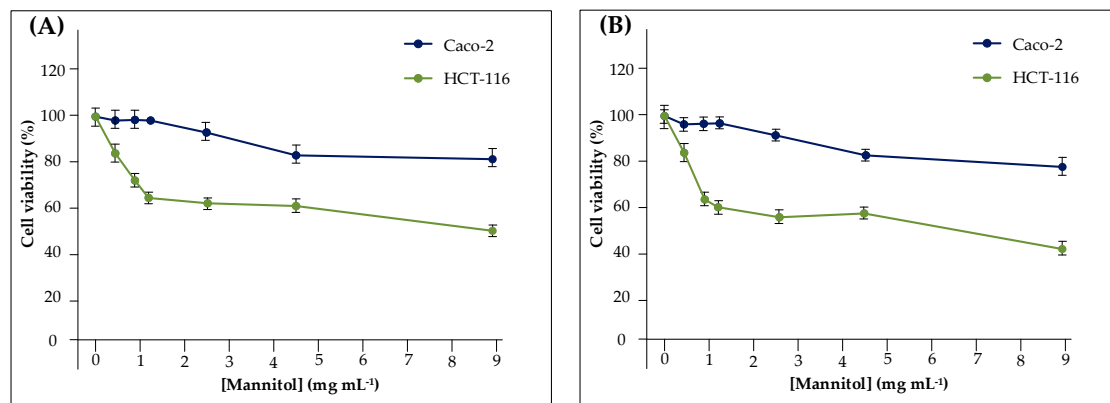 (A)
Caco-2
HCT-116
120
100
80
60
40
20
0
Cell viability (%)
0 1 2 3 4 5 6 7 8 9
[Mannitol] (mg mL⁻¹)
(B)
Caco-2
HCT-116
120
100
80
60
40
20
0
Cell viability (%)
0 1 2 3 4 5 6 7 8 9
[Mannitol] (mg mL⁻¹)